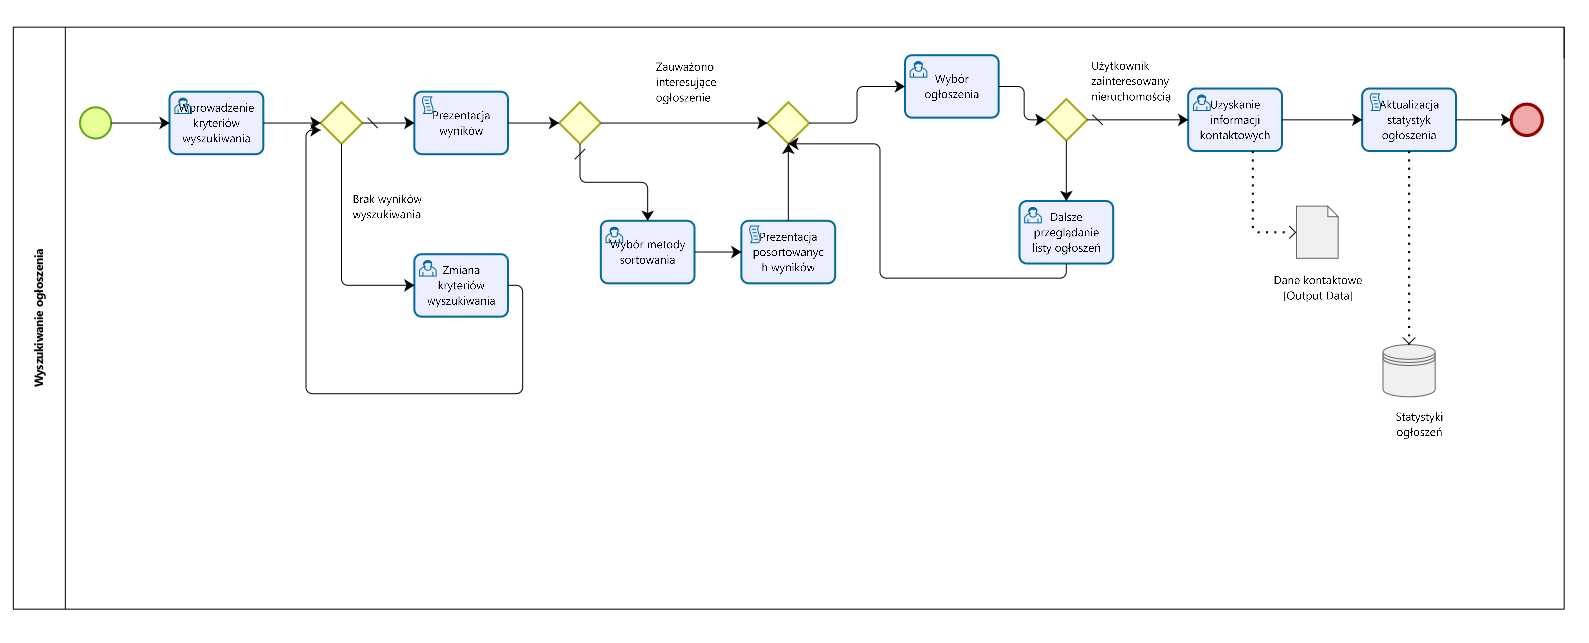 Wyszukiwanie ogłoszenia
Wprowadzenie
kryteriów
wyszukiwania
Brak wyników
wyszukiwania
Zmiana
kryteriów
wyszukiwania
Prezentacja
wyników
Zauważono
interesujące
ogłoszenie
Wybór metody
sortowania
Prezentacja
posortowanyc
h wyników
Wybór
ogłoszenia
Dalsze
przeglądanie
listy ogłoszeń
Użytkownik
zainteresowany
nieruchomością
Uzyskanie
informacji
kontaktowych
Dane kontaktowe
[Output Data]
Aktualizacja
statystyk
ogłoszenia
Statystyki
ogłoszeń